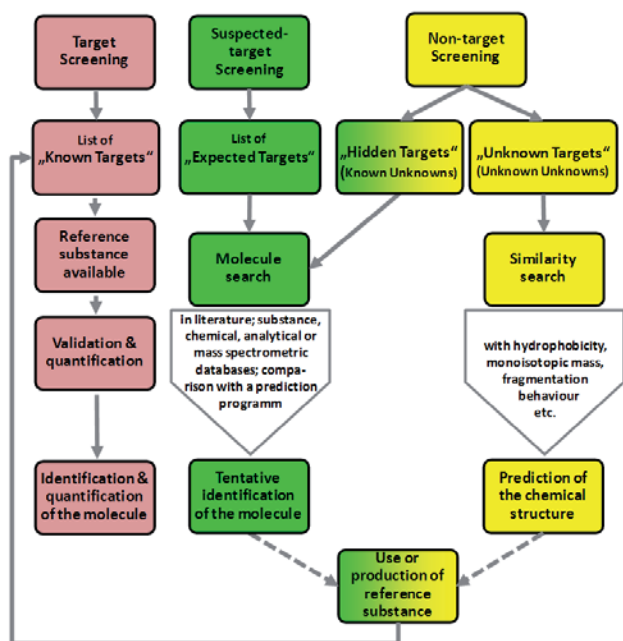 Target
Screening
Suspected-
target
Screening
Non-target
Screening
List of
„Known Targets“
List of
„Expected Targets“
„Hidden Targets“
(Known Unknowns)
„Unknown Targets“
(Unknown Unknowns)
Reference
substance
available
Molecule
search
Similarity
search
Validation &
quantification
in literature; substance,
chemical, analytical or
mass spectrometric
databases; compa-
rison with a prediction
programm
with hydrophobicity,
monoisotopic mass,
fragmentation
behaviour
etc.
Identification &
quantification
of the molecule
Tentative
identification
of the molecule
Prediction of
the chemical
structure
Use or
production of
reference
substance